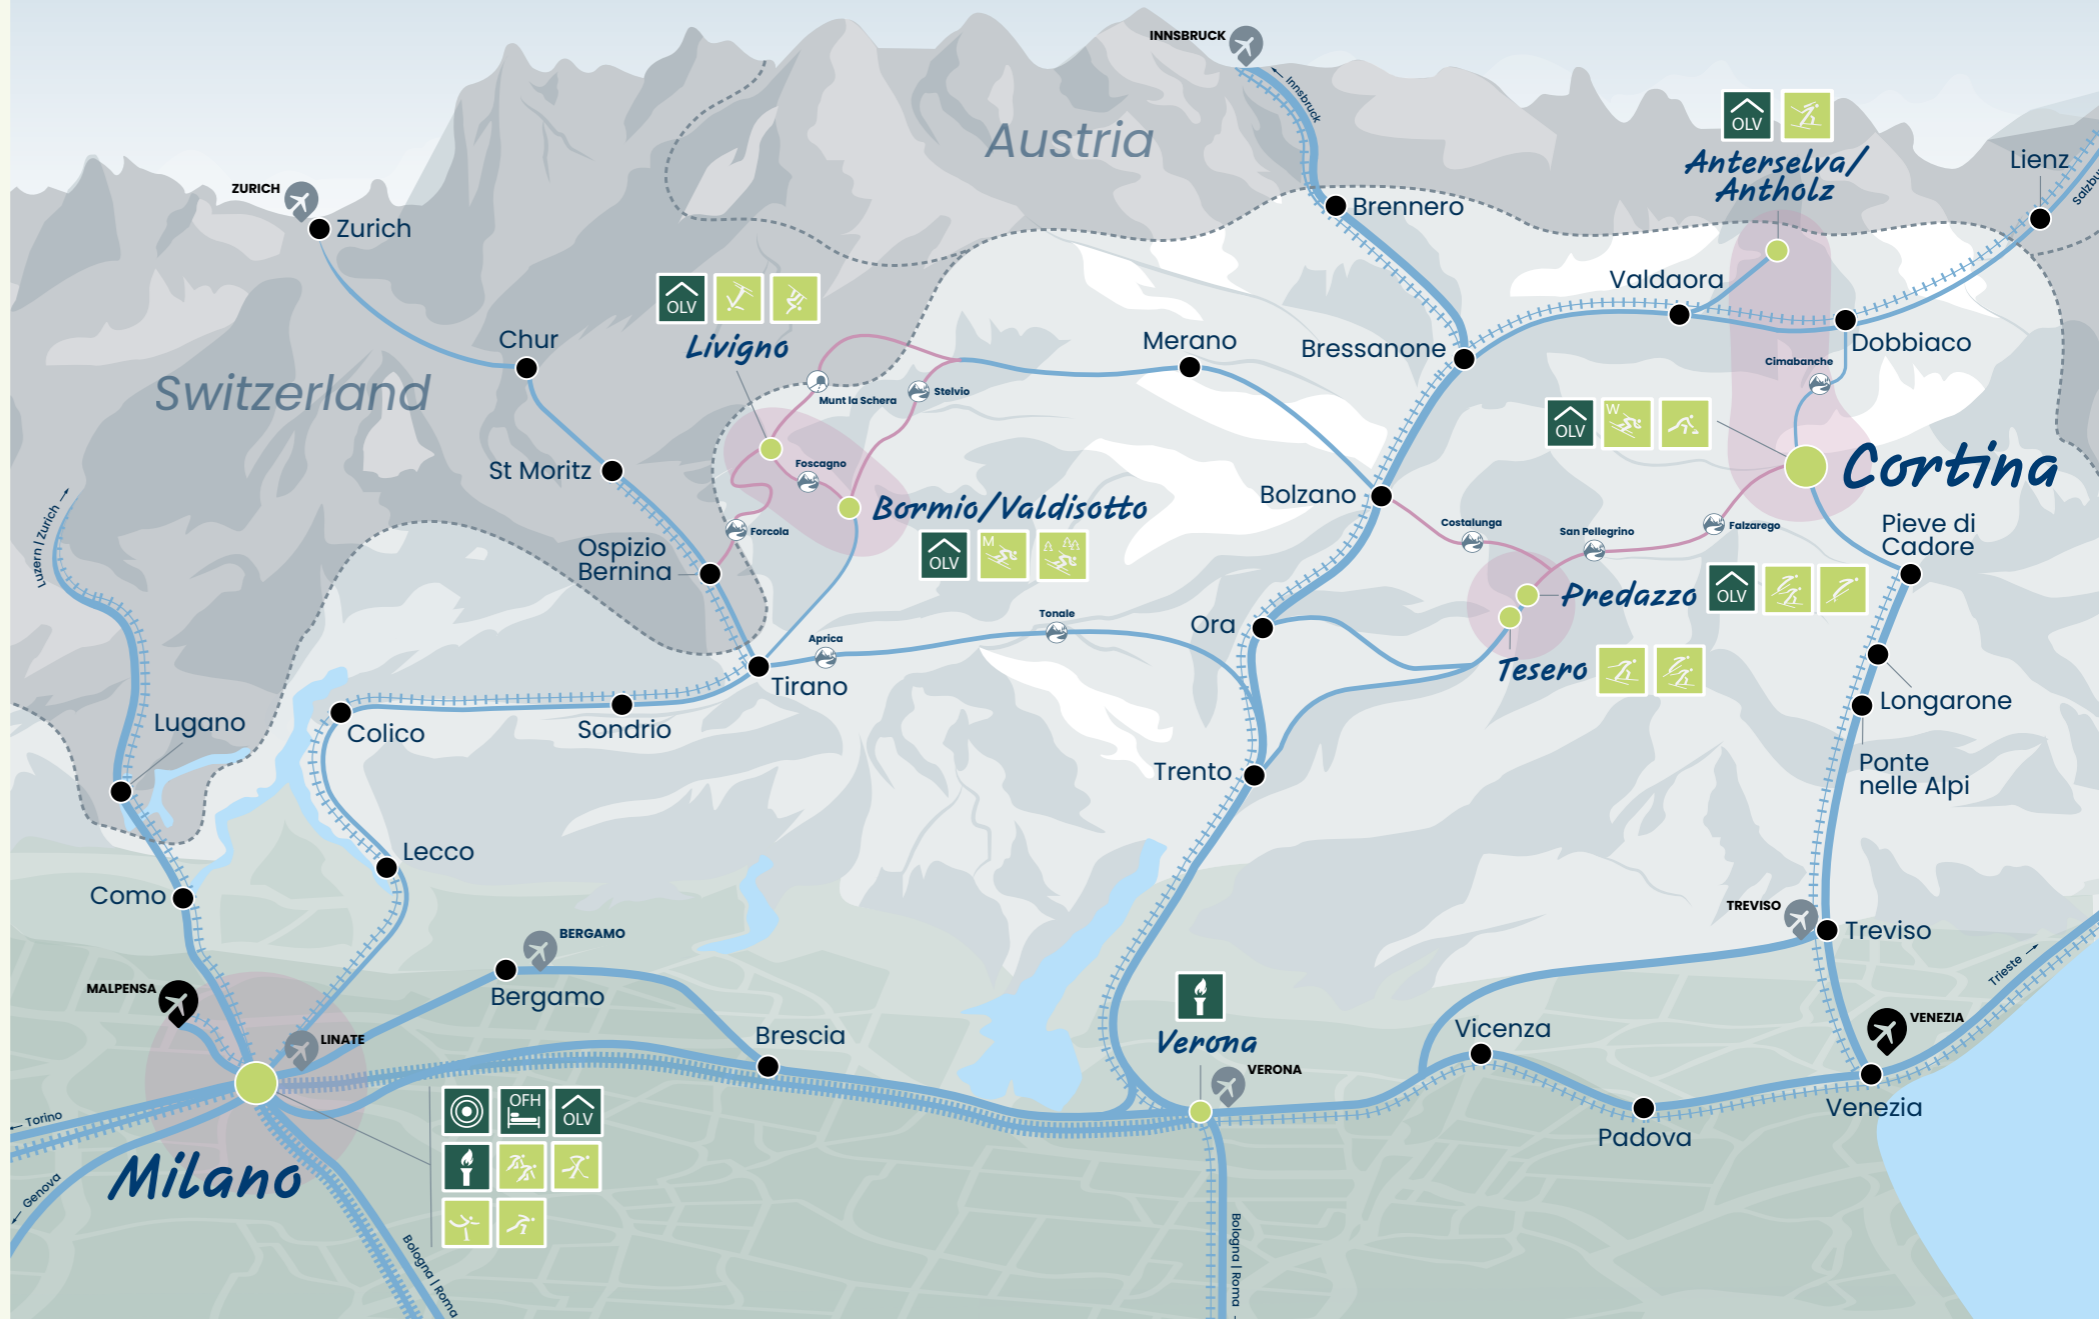 INNSBRUCK
← Innsbruck
Austria
OLV
Anterselva/
Antholz
Lienz
Salzbu
ZURICH
Zurich
Brennero
Valdaora
OLV
Livigno
Chur
Merano
Bressanone
Dobbiaco
Cimabanche
Switzerland
Munt la Schera
Stelvio
OLV
W
Cortina
St Moritz
Foscagno
Bolzano
Bormio/Valdisotto
Luzern | Zurich →
Forcola
Costalunga
San Pellegrino
Falzarego
Pieve di
Cadore
Ospizio
Bernina
OLV
M
Predazzo
OLV
Tonale
Ora
Aprica
Tesero
Tirano
Longarone
Lugano
Colico
Sondrio
Trento
Ponte
nelle Alpi
Lecco
Como
TREVISO
Treviso
BERGAMO
Bergamo
MALPENSA
Trieste →
LINATE
Brescia
Verona
VERONA
Vicenza
VENEZIA
Venezia
Padova
← Torino
OFH
OLV
Milano
← Genova
Bologna | Roma
Bologna | Roma →